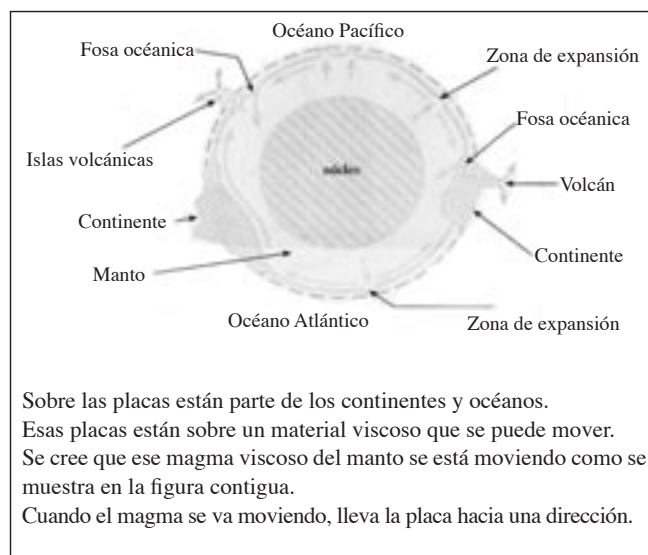 Océano Pacífico
Fosa océanica
Zona de expansión
Fosa océanica
Islas volcánicas
núcleo
Volcán
Continente
Continente
Manto
Océano Atlántico
Zona de expansión
Sobre las placas están parte de los continentes y océanos.
Esas placas están sobre un material viscoso que se puede mover.
Se cree que ese magma viscoso del manto se está moviendo como se
muestra en la figura contigua.
Cuando el magma se va moviendo, lleva la placa hacia una dirección.